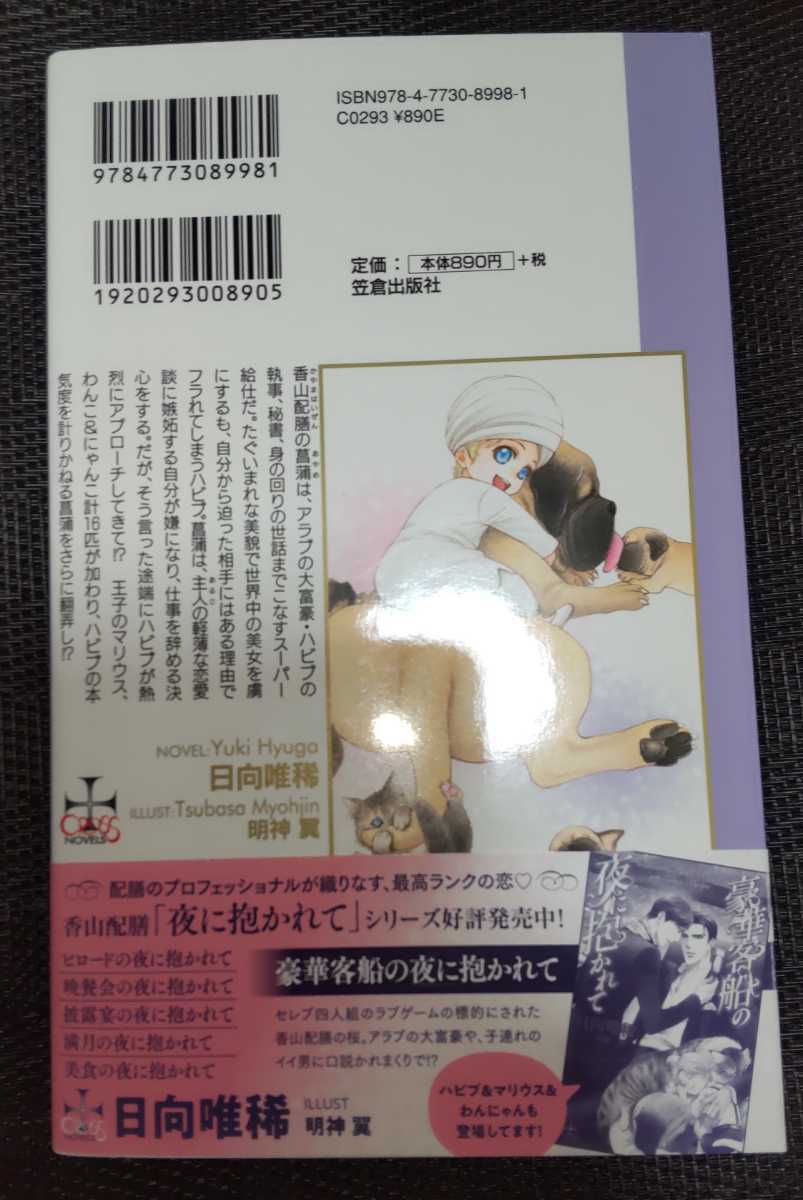 ISBN978-4-7730-8998-1
C0293 ¥890E
9784773089981
1920293008905
定価：本体890円+税
笠倉出版社
香山配膳の菖蒲は、アラブの大富豪・ハビブの
かやまはいぜん
あやめ
執事、秘書、身の回りの世話までこなすスーパー
給仕だ。たぐいまれな美貌で世界中の美女を虜
にするも、自分から迫った相手にはある理由で
フラれてしまうハビブ。菖蒲は、主人の軽薄な恋愛
あるじ
談に嫉妬する自分が嫌になり、仕事を辞める決
心をする。だが、そう言った途端にハビブが熱
烈にアプローチしてきて!? 王子のマリウス、
わんこ&にゃんこ計16匹が加わり、ハビブの本
気度を計りかねる菖蒲をさらに翻弄し!?
NOVEL:Yuki Hyuga
日向唯稀
ILLUST:Tsubasa Myohjin
明神 翼
CROSS
NOVELS
配膳のプロフェッショナルが織りなす、最高ランクの恋♡
香山配膳「夜に抱かれて」シリーズ好評発売中!
ビロードの夜に抱かれて
晩餐会の夜に抱かれて
披露宴の夜に抱かれて
満月の夜に抱かれて
美食の夜に抱かれて
豪華客船の夜に抱かれて
セレブ四人組のラブゲームの標的にされた
香山配膳の桜。アラブの大富豪や、子連れの
イイ男に口説かれまくりで!?
豪華客船の
夜に抱かれて
ハビブ&マリウス&
わんにゃんも
登場してます!
CROSS
NOVELS
日向唯稀
ILLUST
明神 翼